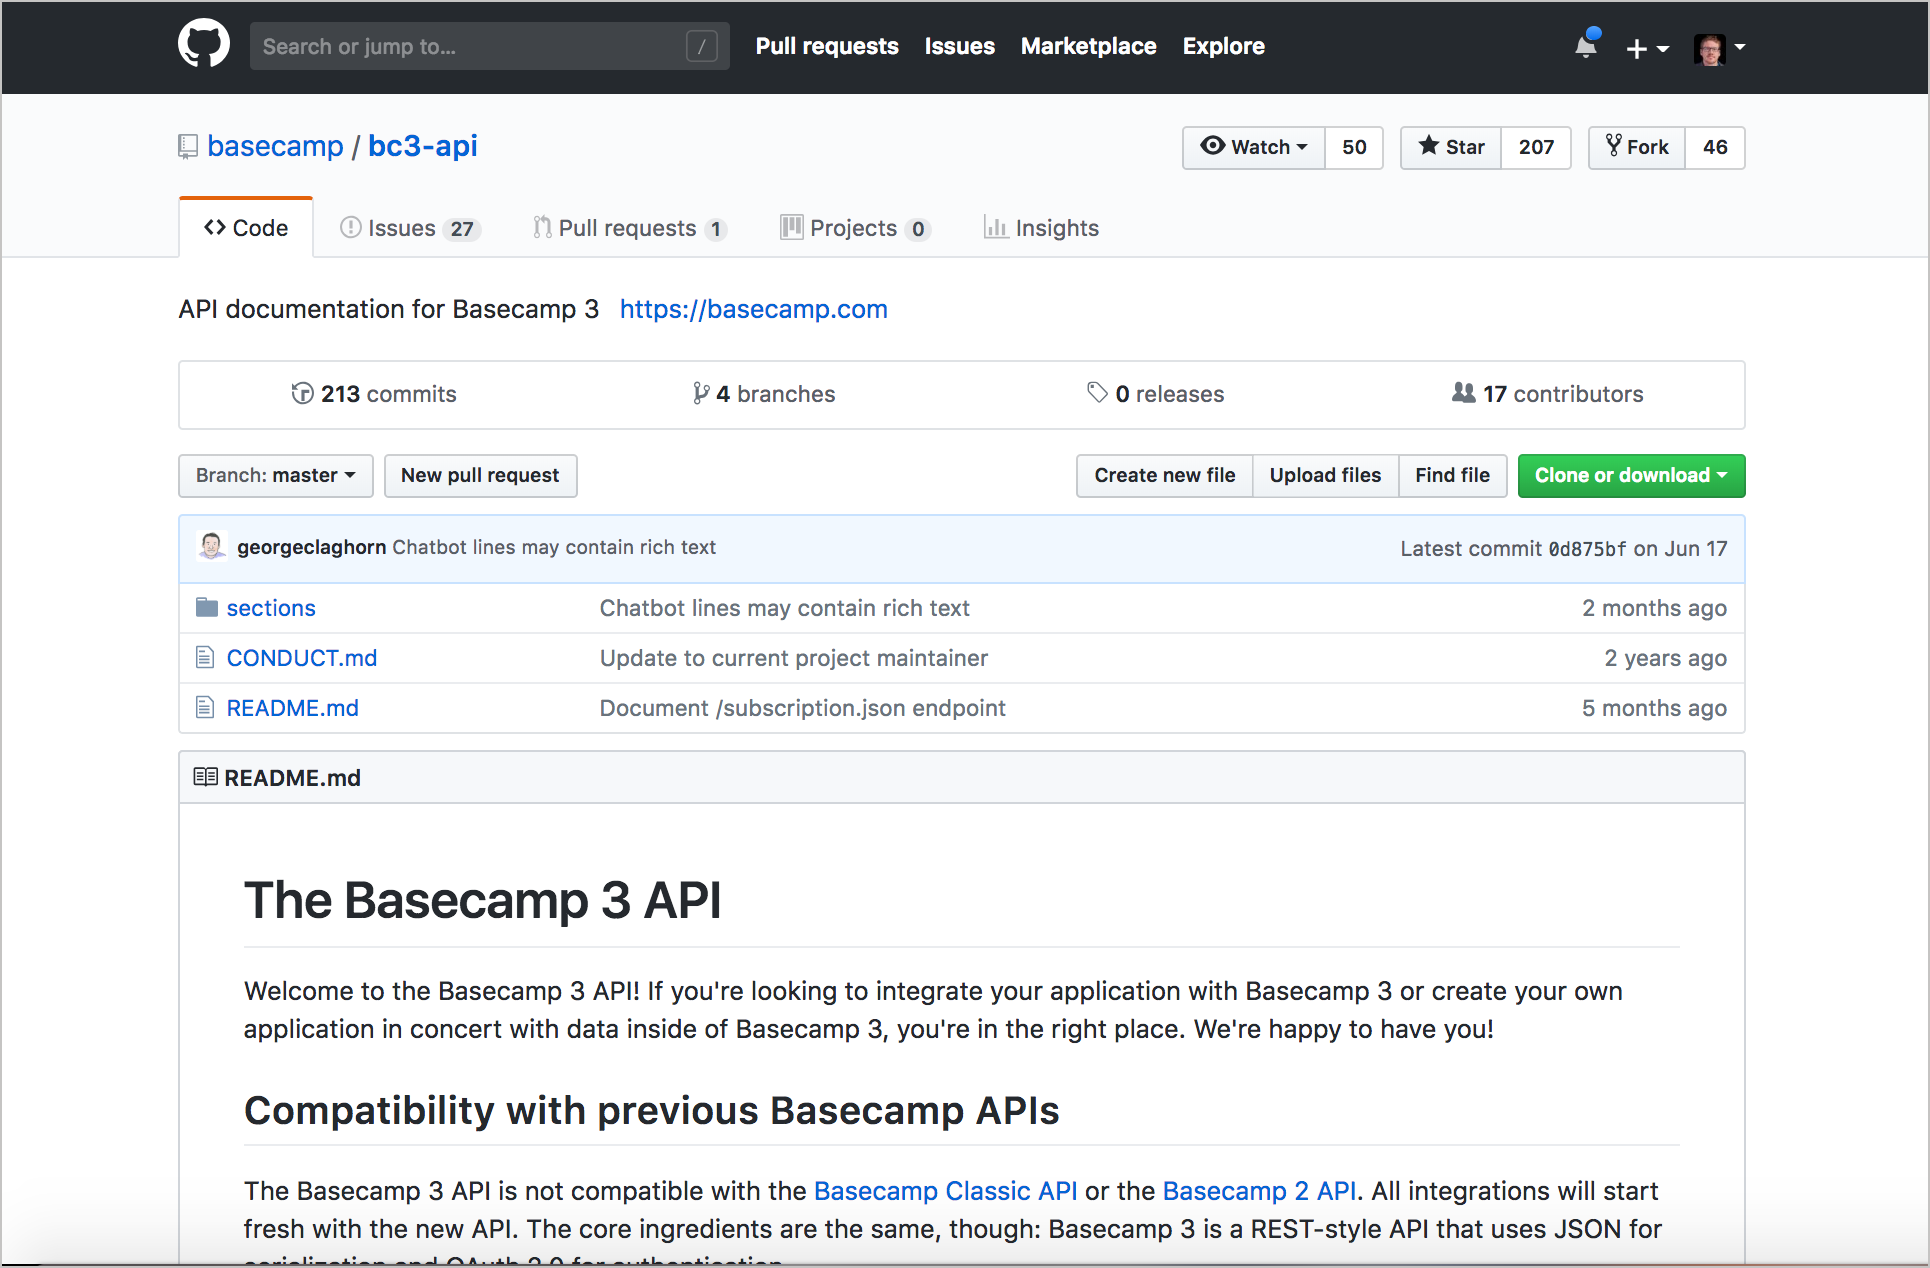 Search or jump to... /
Pull requests Issues Marketplace Explore
basecamp / bc3-api
Watch 50 Star 207 Fork 46
Code Issues 27 Pull requests 1 Projects 0 Insights
API documentation for Basecamp 3 https://basecamp.com
213 commits 4 branches 0 releases 17 contributors
Branch: master New pull request Create new file Upload files Find file Clone or download
georgeclaghorn Chatbot lines may contain rich text Latest commit 0d875bf on Jun 17
sections Chatbot lines may contain rich text 2 months ago
CONDUCT.md Update to current project maintainer 2 years ago
README.md Document /subscription.json endpoint 5 months ago
README.md
The Basecamp 3 API
Welcome to the Basecamp 3 API! If you're looking to integrate your application with Basecamp 3 or create your own
application in concert with data inside of Basecamp 3, you're in the right place. We're happy to have you!
Compatibility with previous Basecamp APIs
The Basecamp 3 API is not compatible with the Basecamp Classic API or the Basecamp 2 API. All integrations will start
fresh with the new API. The core ingredients are the same, though: Basecamp 3 is a REST-style API that uses JSON for
serialization and OAuth 2.0 for authentication.